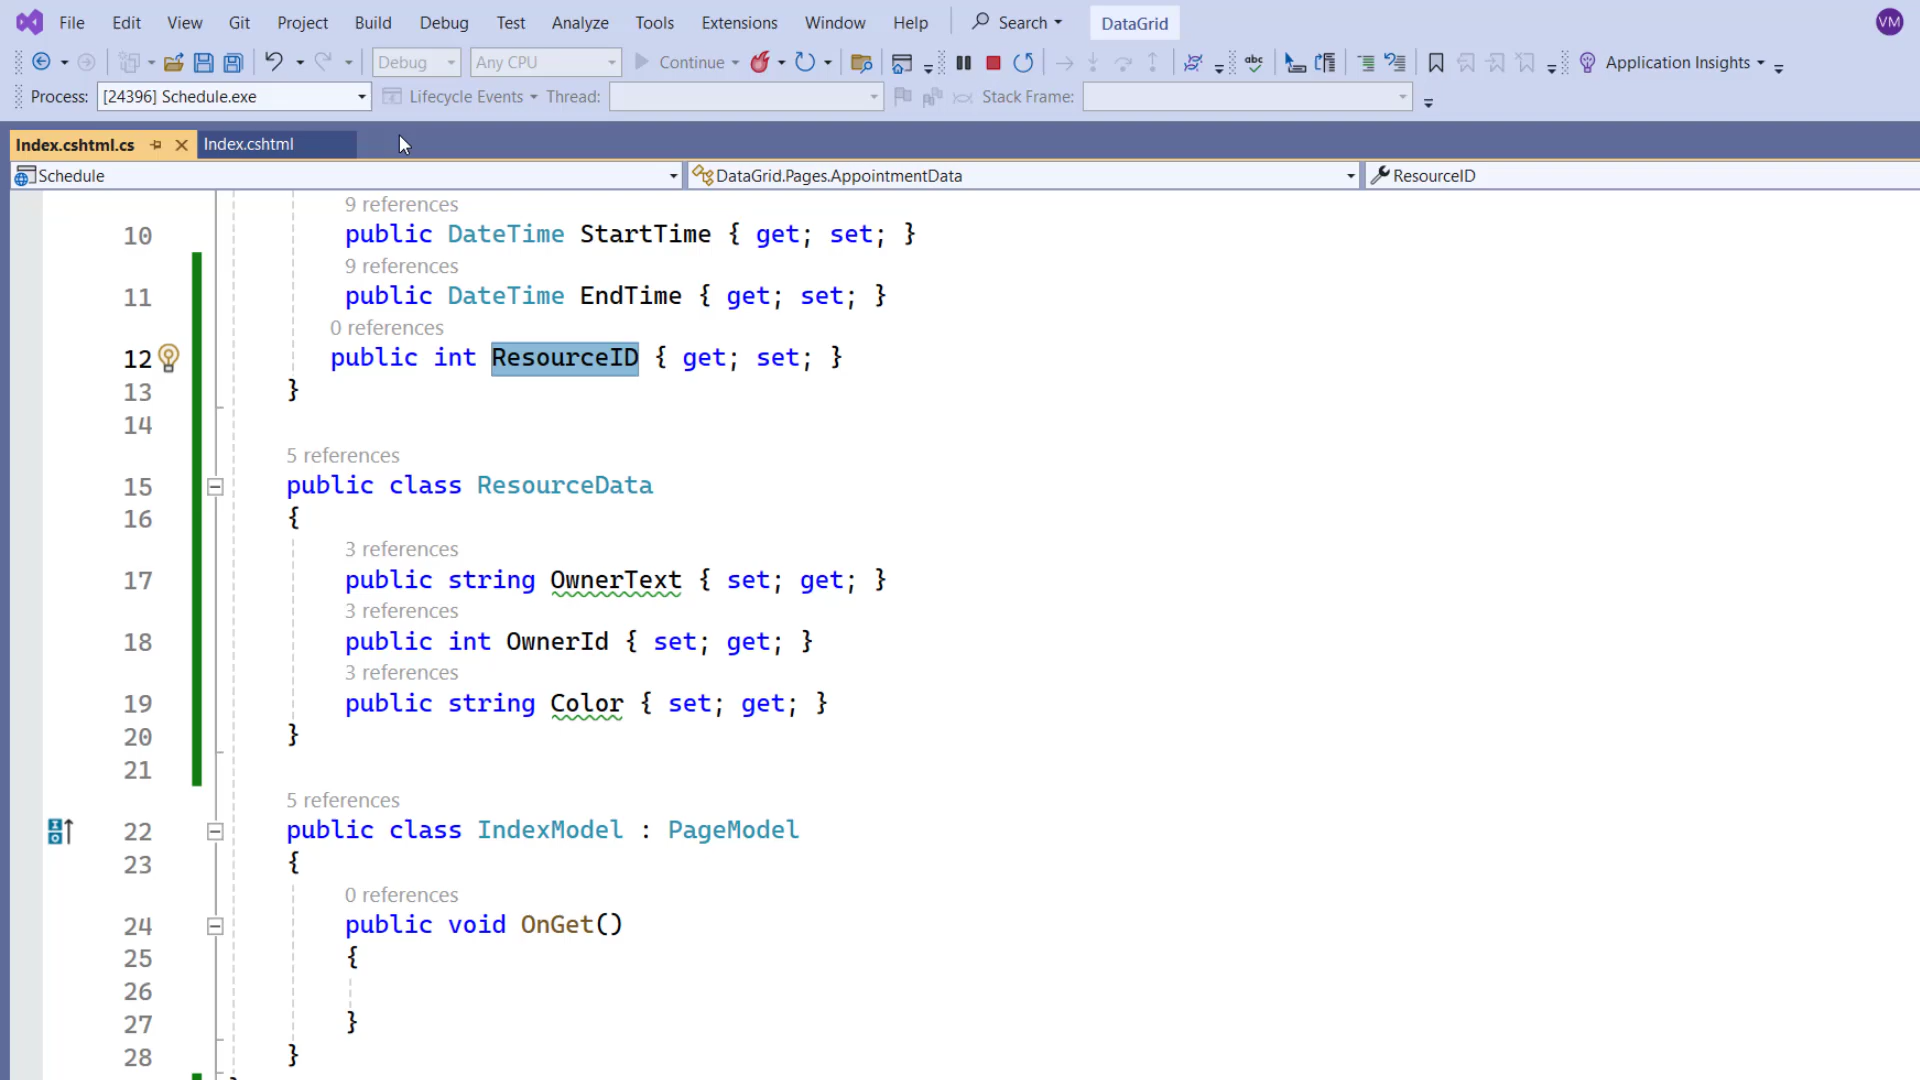 File Edit View Git Project Build Debug Test Analyze Tools Extensions Window Help Search DataGrid VM
Debug Any CPU Continue abc Application Insights
Process: [24396] Schedule.exe Lifecycle Events Thread: Stack Frame:
Index.cshtml.cs Index.cshtml
Schedule DataGrid.Pages.AppointmentData ResourceID
9 references
10 public DateTime StartTime { get; set; }
9 references
11 public DateTime EndTime { get; set; }
0 references
12 public int ResourceID { get; set; }
13 }
14
5 references
15 public class ResourceData
16 {
3 references
17 public string OwnerText { set; get; }
3 references
18 public int OwnerId { set; get; }
3 references
19 public string Color { set; get; }
20 }
21
5 references
22 public class IndexModel : PageModel
23 {
0 references
24 public void OnGet()
25 {
26
27 }
28 }